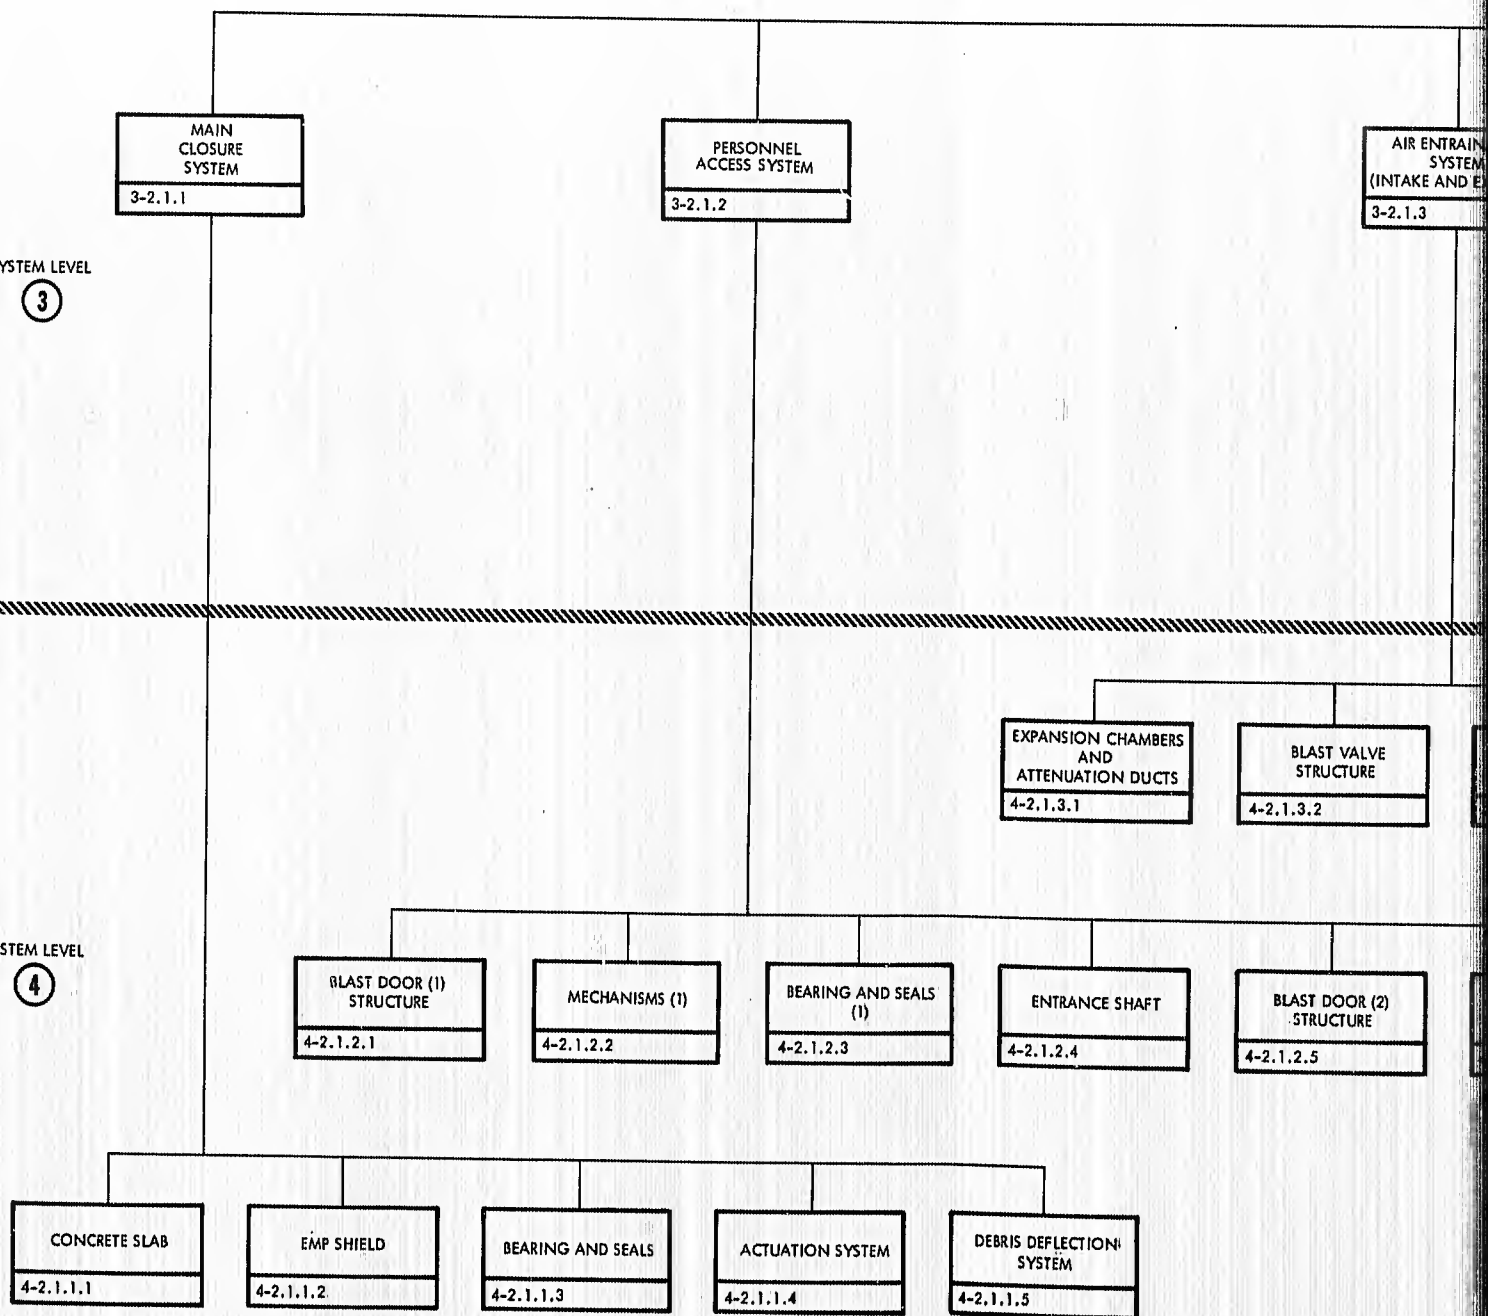 MAIN
CLOSURE
SYSTEM
3-2.1.1
PERSONNEL
ACCESS SYSTEM
3-2.1.2
AIR ENTRAIN
SYSTEM
(INTAKE AND E
3-2.1.3
YSTEM LEVEL
3
EXPANSION CHAMBERS
AND
ATTENUATION DUCTS
4-2.1.3.1
BLAST VALVE
STRUCTURE
4-2.1.3.2
STEM LEVEL
4
BLAST DOOR (1)
STRUCTURE
4-2.1.2.1
MECHANISMS (1)
4-2.1.2.2
BEARING AND SEALS
(1)
4-2.1.2.3
ENTRANCE SHAFT
4-2.1.2.4
BLAST DOOR (2)
STRUCTURE
4-2.1.2.5
CONCRETE SLAB
4-2.1.1.1
EMP SHIELD
4-2.1.1.2
BEARING AND SEALS
4-2.1.1.3
ACTUATION SYSTEM
4-2.1.1.4
DEBRIS DEFLECTION
SYSTEM
4-2.1.1.5